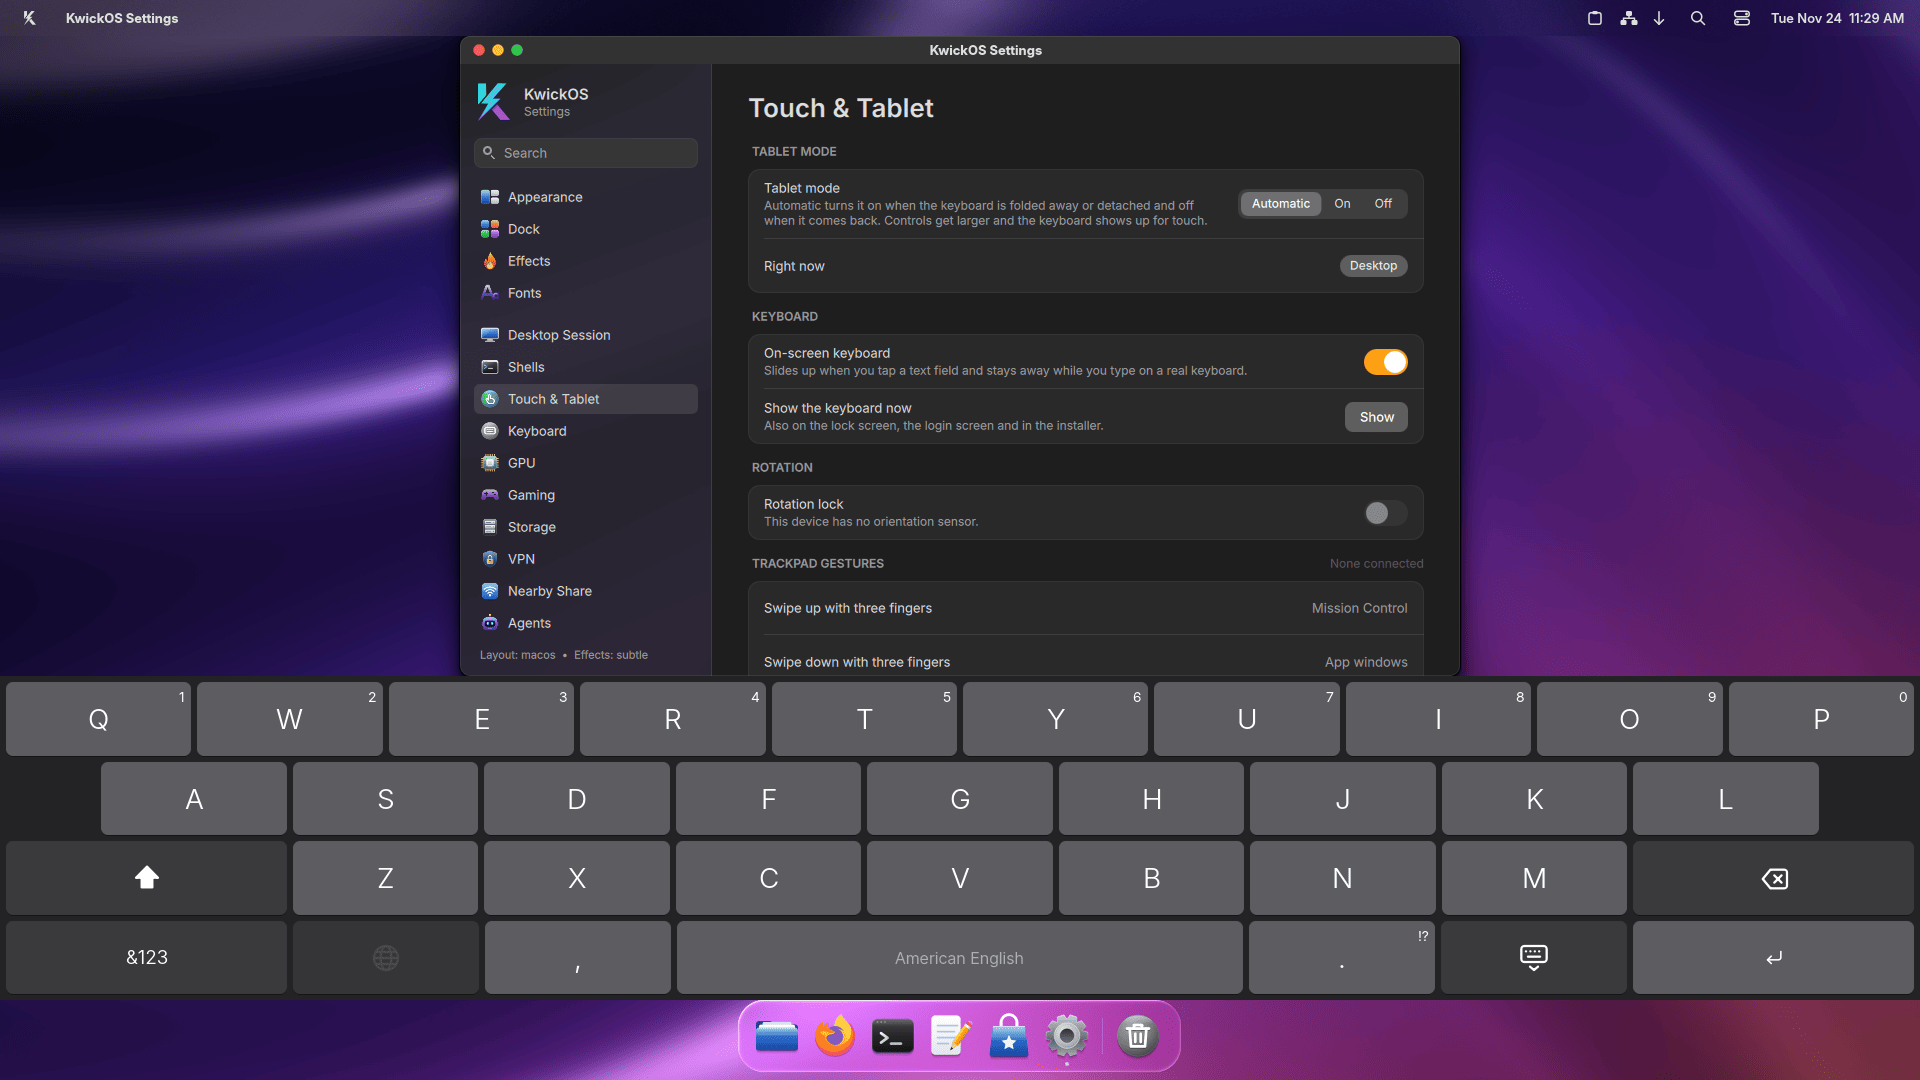 KwickOS Settings
Tue Nov 24 11:29 AM
KwickOS Settings
KwickOS
Settings
Search
Appearance
Dock
Effects
Fonts
Desktop Session
Shells
Touch & Tablet
Keyboard
GPU
Gaming
Storage
VPN
Nearby Share
Agents
Layout: macos • Effects: subtle
Touch & Tablet
TABLET MODE
Tablet mode
Automatic turns it on when the keyboard is folded away or detached and off
when it comes back. Controls get larger and the keyboard shows up for touch.
Automatic On Off
Right now
Desktop
KEYBOARD
On-screen keyboard
Slides up when you tap a text field and stays away while you type on a real keyboard.
Show the keyboard now
Also on the lock screen, the login screen and in the installer.
Show
ROTATION
Rotation lock
This device has no orientation sensor.
TRACKPAD GESTURES
None connected
Swipe up with three fingers
Mission Control
Swipe down with three fingers
App windows
Q 1 W 2 E 3 R 4 T 5 Y 6 U 7 I 8 O 9 P 0
A S D F G H J K L
Z X C V B N M
&123 , American English . !?